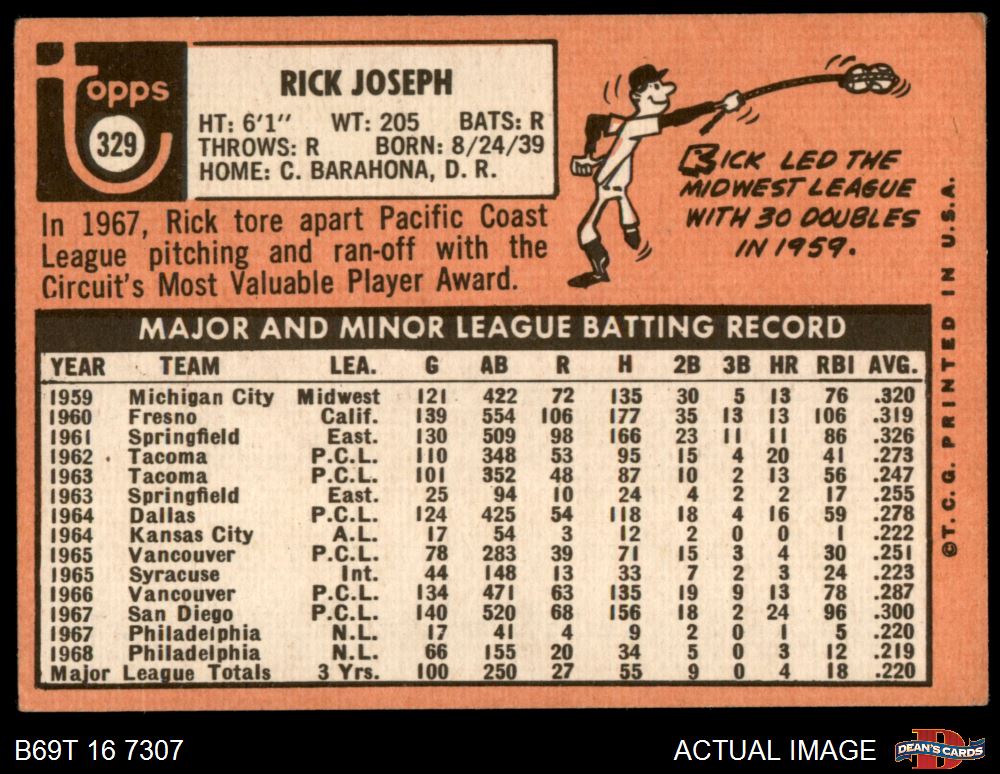 Topps
329
RICK JOSEPH
HT: 6'1" WT: 205 BATS: R
THROWS: R BORN: 8/24/39
HOME: C. BARAHONA, D. R.
In 1967, Rick tore apart Pacific Coast
League pitching and ran-off with the
Circuit's Most Valuable Player Award.
RICK LED THE
MIDWEST LEAGUE
WITH 30 DOUBLES
IN 1959.
MAJOR AND MINOR LEAGUE BATTING RECORD
YEAR TEAM LEA. G AB R H 2B 3B HR RBI AVG.
1959 Michigan City Midwest 121 422 72 135 30 5 13 76 .320
1960 Fresno Calif. 139 554 106 177 35 13 13 106 .319
1961 Springfield East. 130 509 98 166 23 11 11 86 .326
1962 Tacoma P.C.L. 110 348 53 95 15 4 20 41 .273
1963 Tacoma P.C.L. 101 352 48 87 10 2 13 56 .247
1963 Springfield East. 25 94 10 24 4 2 2 17 .255
1964 Dallas P.C.L. 124 425 54 118 18 4 16 59 .278
1964 Kansas City A.L. 17 54 3 12 2 0 0 1 .222
1965 Vancouver P.C.L. 78 283 39 71 15 3 4 30 .251
1965 Syracuse Int. 44 148 13 33 7 2 3 24 .223
1966 Vancouver P.C.L. 134 471 63 135 19 9 13 78 .287
1967 San Diego P.C.L. 140 520 68 156 18 2 24 96 .300
1967 Philadelphia N.L. 17 41 4 9 2 0 1 5 .220
1968 Philadelphia N.L. 66 155 20 34 5 0 3 12 .219
Major League Totals 3 Yrs. 100 250 27 55 9 0 4 18 .220
©T. C. G. PRINTED IN U.S.A.
B69T 16 7307
ACTUAL IMAGE
DEAN'S CARDS